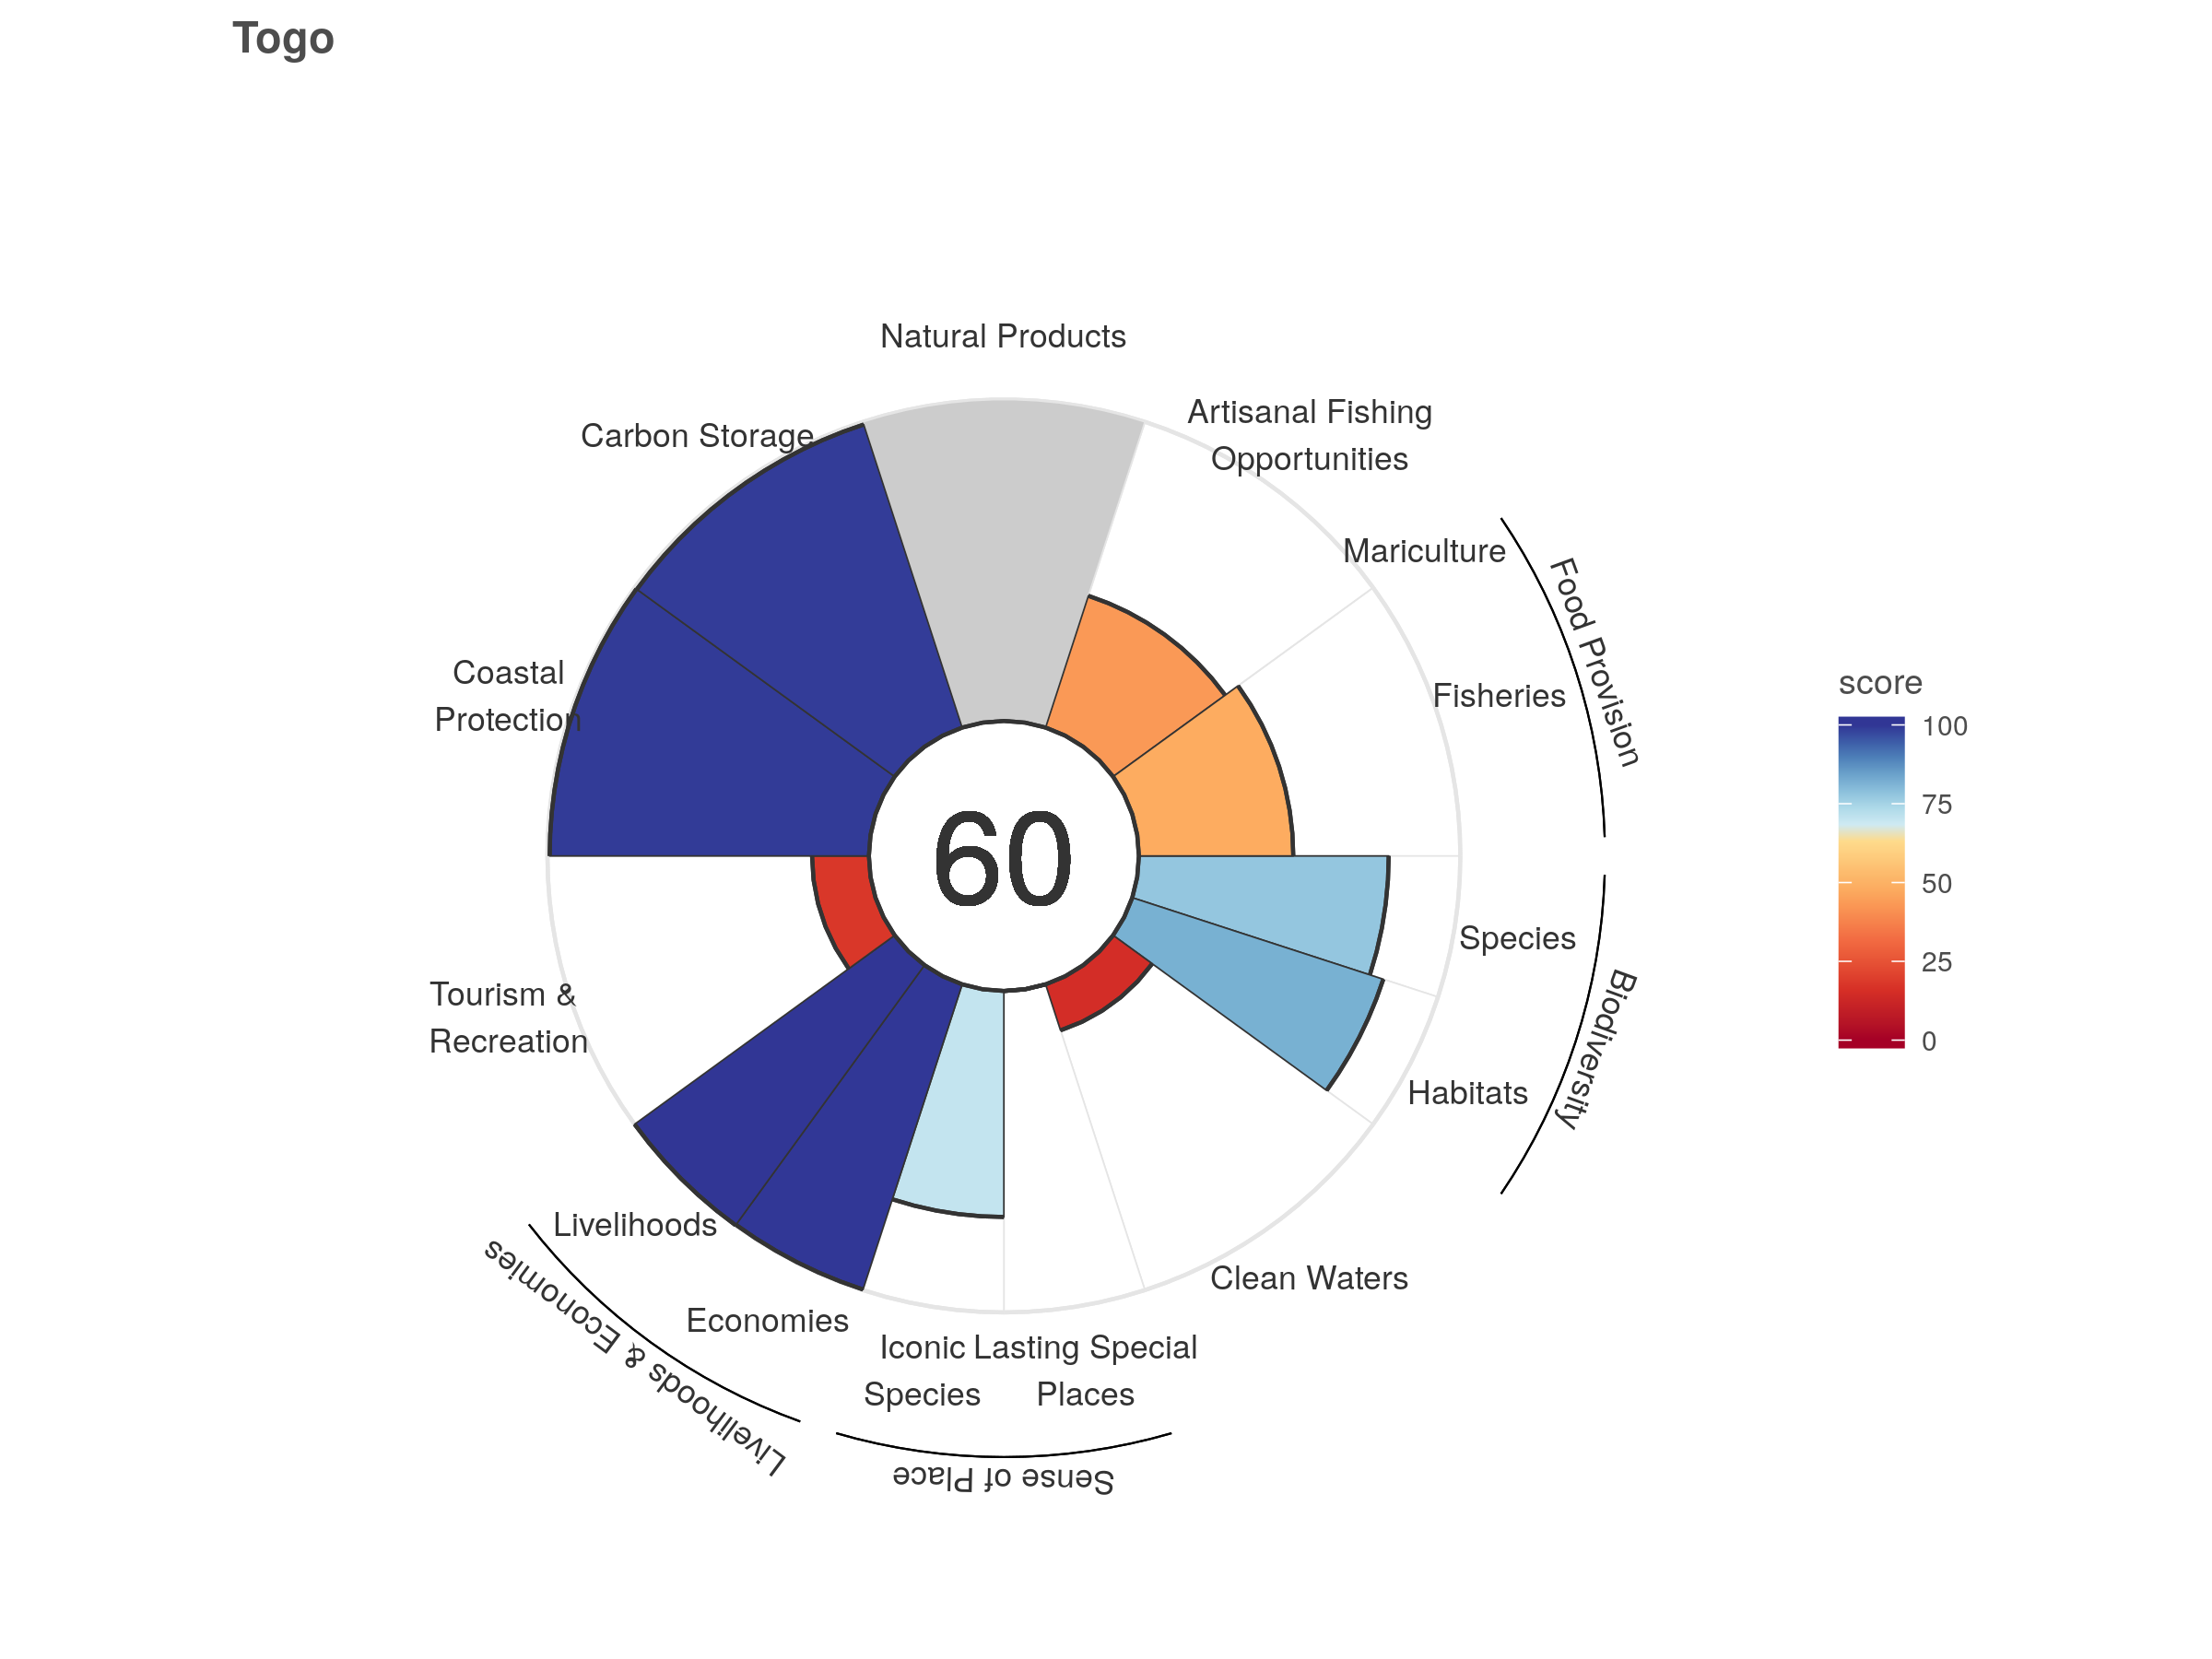 Togo
Natural Products
Artisanal Fishing
Opportunities
Carbon Storage
Mariculture
Food Provision
Fisheries
Coastal
Protection
score
100
75
50
25
0
60
Species
Biodiversity
Tourism &
Recreation
Habitats
Livelihoods
Clean Waters
Economies
Livelihoods & Economies
Iconic
Species
Lasting Special
Places
Sense of Place